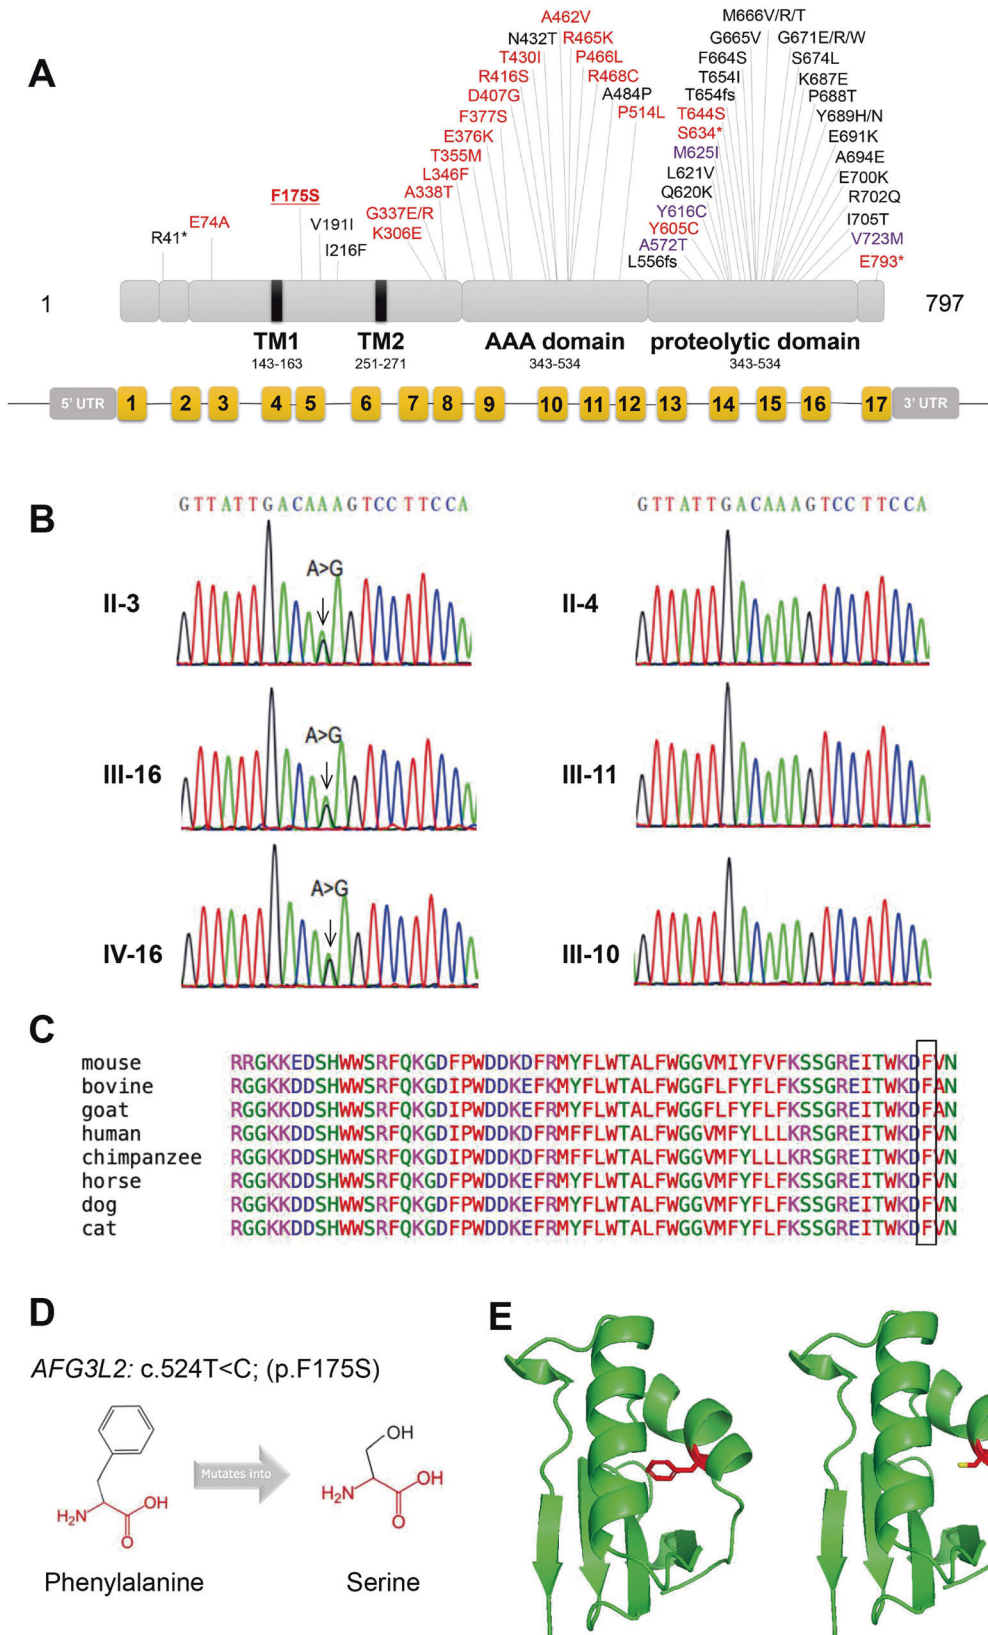 A
A462V
N432T
R465K
T430I
P466L
R416S
R468C
D407G
A484P
F377S
P514L
E376K
T355M
L346F
A338T
G337E/R
K306E
F175S
E74A
V191I
R41*
I216F
M666V/R/T
G665V
G671E/R/W
F664S
S674L
T654I
K687E
T654fs
P688T
T644S
Y689H/N
S634*
E691K
M625I
A694E
L621V
E700K
Q620K
R702Q
Y616C
I705T
Y605C
V723M
A572T
L556fs
E793*
1
797
TM1
TM2
AAA domain
proteolytic domain
143-163
251-271
343-534
343-534
5' UTR
1 2 3 4 5 6 7 8 9 10 11 12 13 14 15 16 17
3' UTR
B
GTTATTGACAAAGTCCTTCCA
GTTATTGACAAAGTCCTTCCA
A>G
II-3
II-4
A>G
III-16
III-11
A>G
IV-16
III-10
C
mouse RRGKKEDSHWWSRFQKGDFPWDDKDFRMYFLWTALFWGGVMIYFVFKSSGREITWKDFVN
bovine RGGKKDDSHWWSRFQKGDIPWDDKEFRMYFLWTALFWGGFLFYFLFKSSGREITWKDFAN
goat RGGKKDDSHWWSRFQKGDIPWDDKEFKMYFLWTALFWGGFLFYFLFKSSGREITWKDFAN
human RGGKKDDSHWWSRFQKGDIPWDDKDFRMFFLWTALFWGGVMFYLLLKRSGREITWKDFVN
chimpanzee RGGKKDDSHWWSRFQKGDIPWDDKDFRMFFLWTALFWGGVMFYLLLKRSGREITWKDFVN
horse RGGKKDDSHWWSRFQKGDFPWDDKDFRMYFLWTALFWGGVMFYFLFKSSGREITWKDFVN
dog RGGKKDDSHWWSRFQKGDFPWDDKEFRMYFLWTALFWGGVMFYFLFKSSGREITWKDFVN
cat RGGKKDDSHWWSRFQKGDFPWDDKEFRMYFLWTALFWGGVMFYFLFKSSGREITWKDFVN
D
E
AFG3L2: c.524T<C; (p.F175S)
OH
Mutates into
OH
OH
H₂N
H₂N
O
O
Phenylalanine
Serine